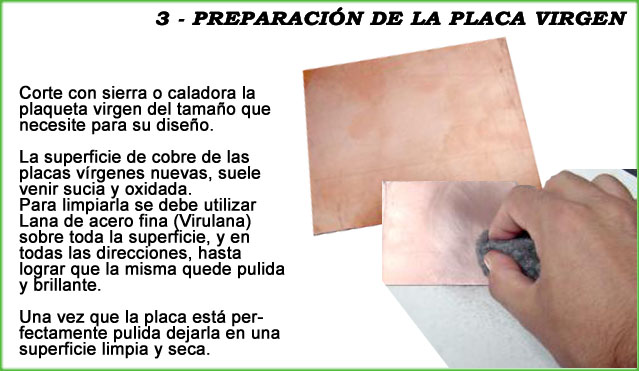 3 - PREPARACIÓN DE LA PLACA VIRGEN
Corte con sierra o caladora la
plaqueta virgen del tamaño que
necesite para su diseño.
La superficie de cobre de las
placas vírgenes nuevas, suele
venir sucia y oxidada.
Para limpiarla se debe utilizar
Lana de acero fina (Virulana)
sobre toda la superficie, y en
todas las direcciones, hasta
lograr que la misma quede pulida
y brillante.
Una vez que la placa está per-
fectamente pulida dejarla en una
superficie limpia y seca.